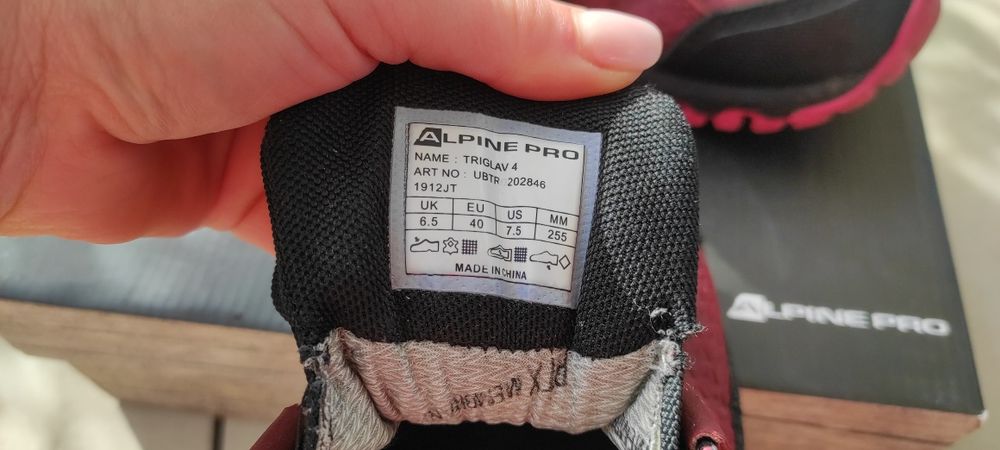 ALPINE PRO
NAME : TRIGLAV 4
ART NO : UBTR 202846
1912JT
UK EU US MM
6.5 40 7.5 255
MADE IN CHINA
ALPINE PRO